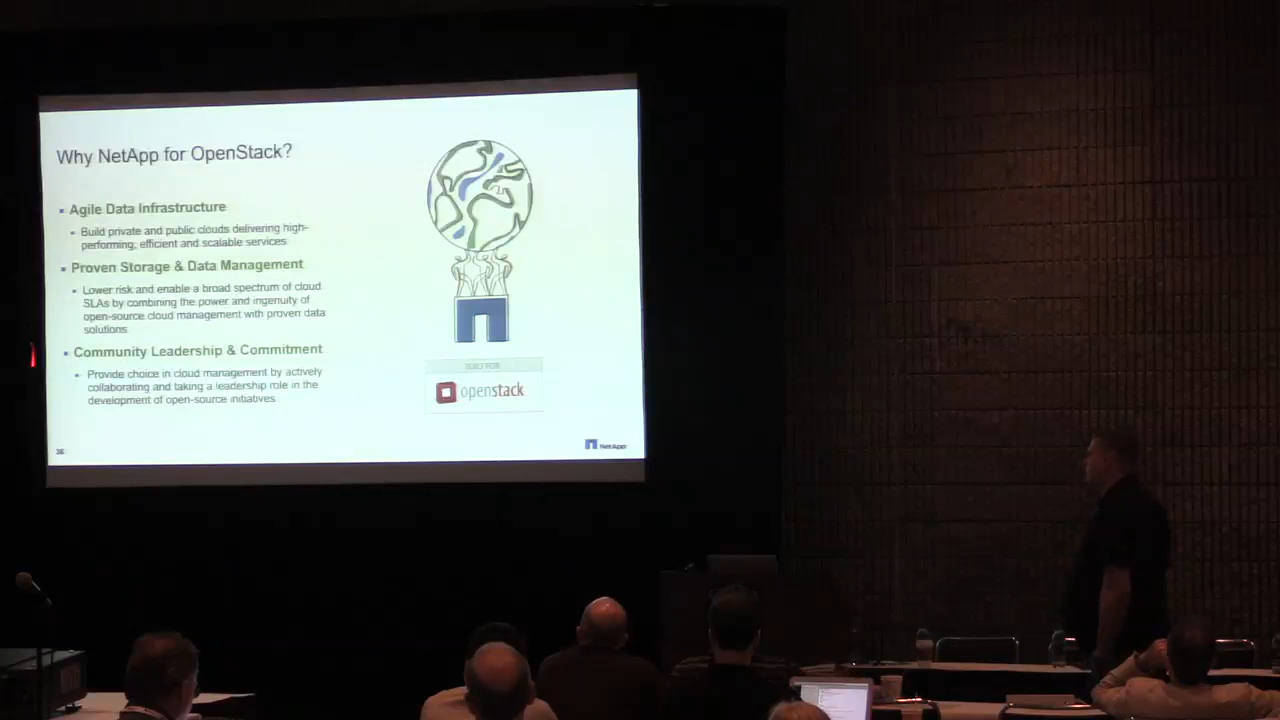 Why NetApp for OpenStack?
Agile Data Infrastructure
Build private and public clouds delivering high-
performing, efficient and scalable services
Proven Storage & Data Management
Lower risk and enable a broad spectrum of cloud
SLAs by combining the power and ingenuity of
open-source cloud management with proven data
solutions
Community Leadership & Commitment
Provide choice in cloud management by actively
collaborating and taking a leadership role in the
development of open-source initiatives
BUILT FOR
openstack
36
NetApp